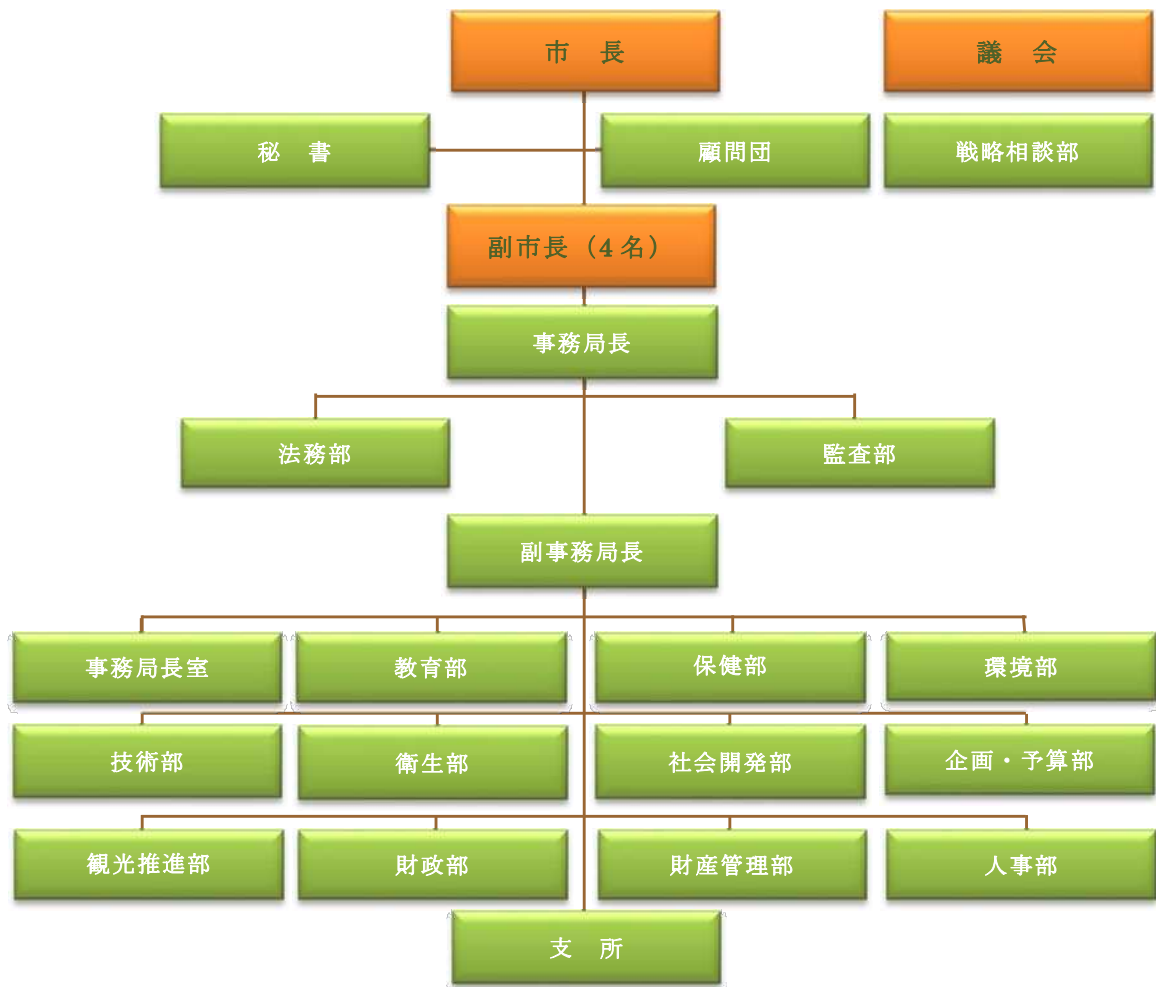 市　長
議　会
秘　書
顧問団
戦略相談部
副市長（4 名）
事務局長
法務部
監査部
副事務局長
事務局長室
教育部
保健部
環境部
技術部
衛生部
社会開発部
企画・予算部
観光推進部
財政部
財産管理部
人事部
支　所